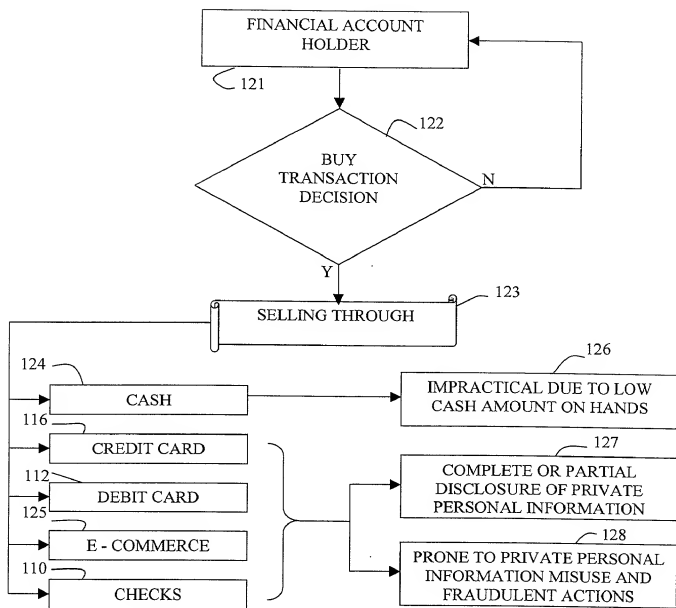 FINANCIAL ACCOUNT
HOLDER
121
122
BUY
TRANSACTION
DECISION
N
Y
123
SELLING THROUGH
124
CASH
126
IMPRACTICAL DUE TO LOW
CASH AMOUNT ON HANDS
116
CREDIT CARD
127
COMPLETE OR PARTIAL
DISCLOSURE OF PRIVATE
PERSONAL INFORMATION
112
DEBIT CARD
125
E - COMMERCE
128
PRONE TO PRIVATE PERSONAL
INFORMATION MISUSE AND
FRAUDULENT ACTIONS
110
CHECKS